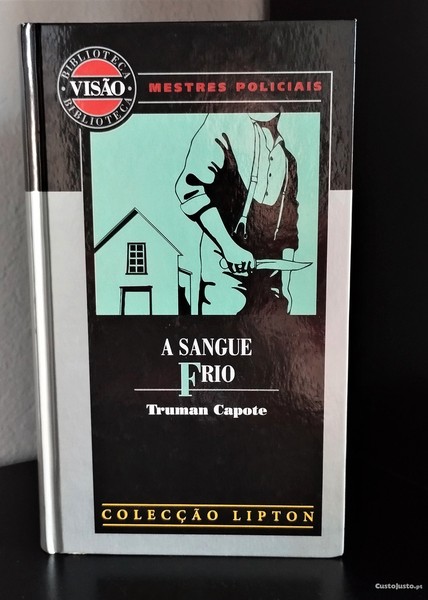 BIBLIOTECA
VISÃO
BIBLIOTECA
MESTRES POLICIAIS
A SANGUE
FRIO
Truman Capote
COLECÇÃO LIPTON
CustoJusto.pt